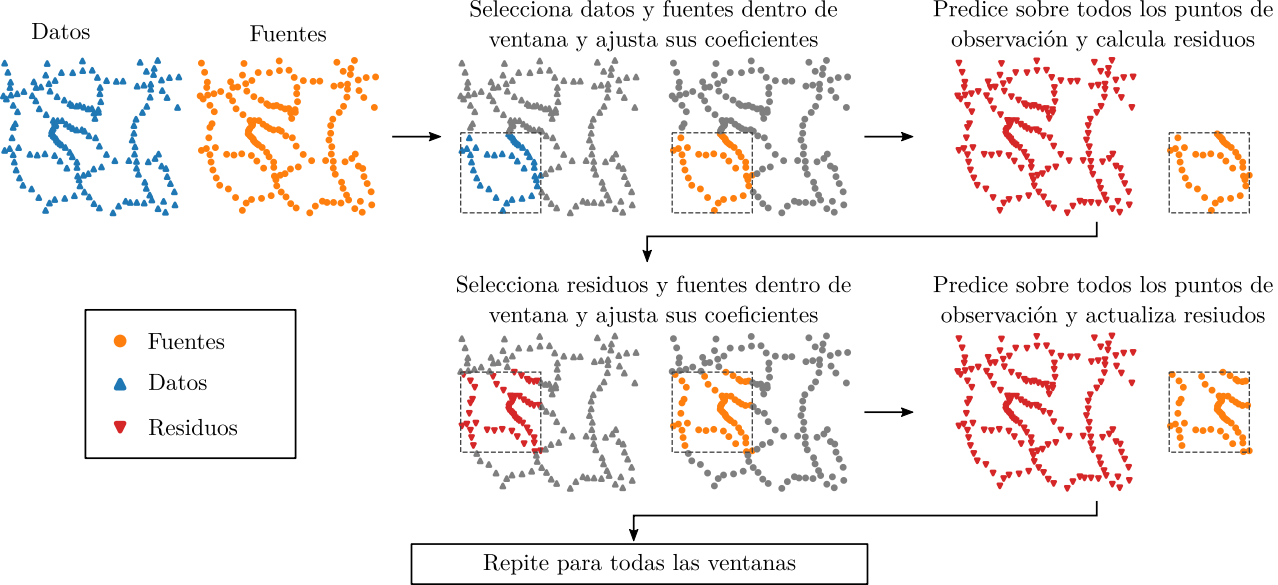 Datos
Fuentes
Selecciona datos y fuentes dentro de
ventana y ajusta sus coeficientes
Predice sobre todos los puntos de
observación y calcula residuos
Selecciona residuos y fuentes dentro de
ventana y ajusta sus coeficientes
Predice sobre todos los puntos de
observación y actualiza resiudos
Fuentes
Datos
Residuos
Repite para todas las ventanas